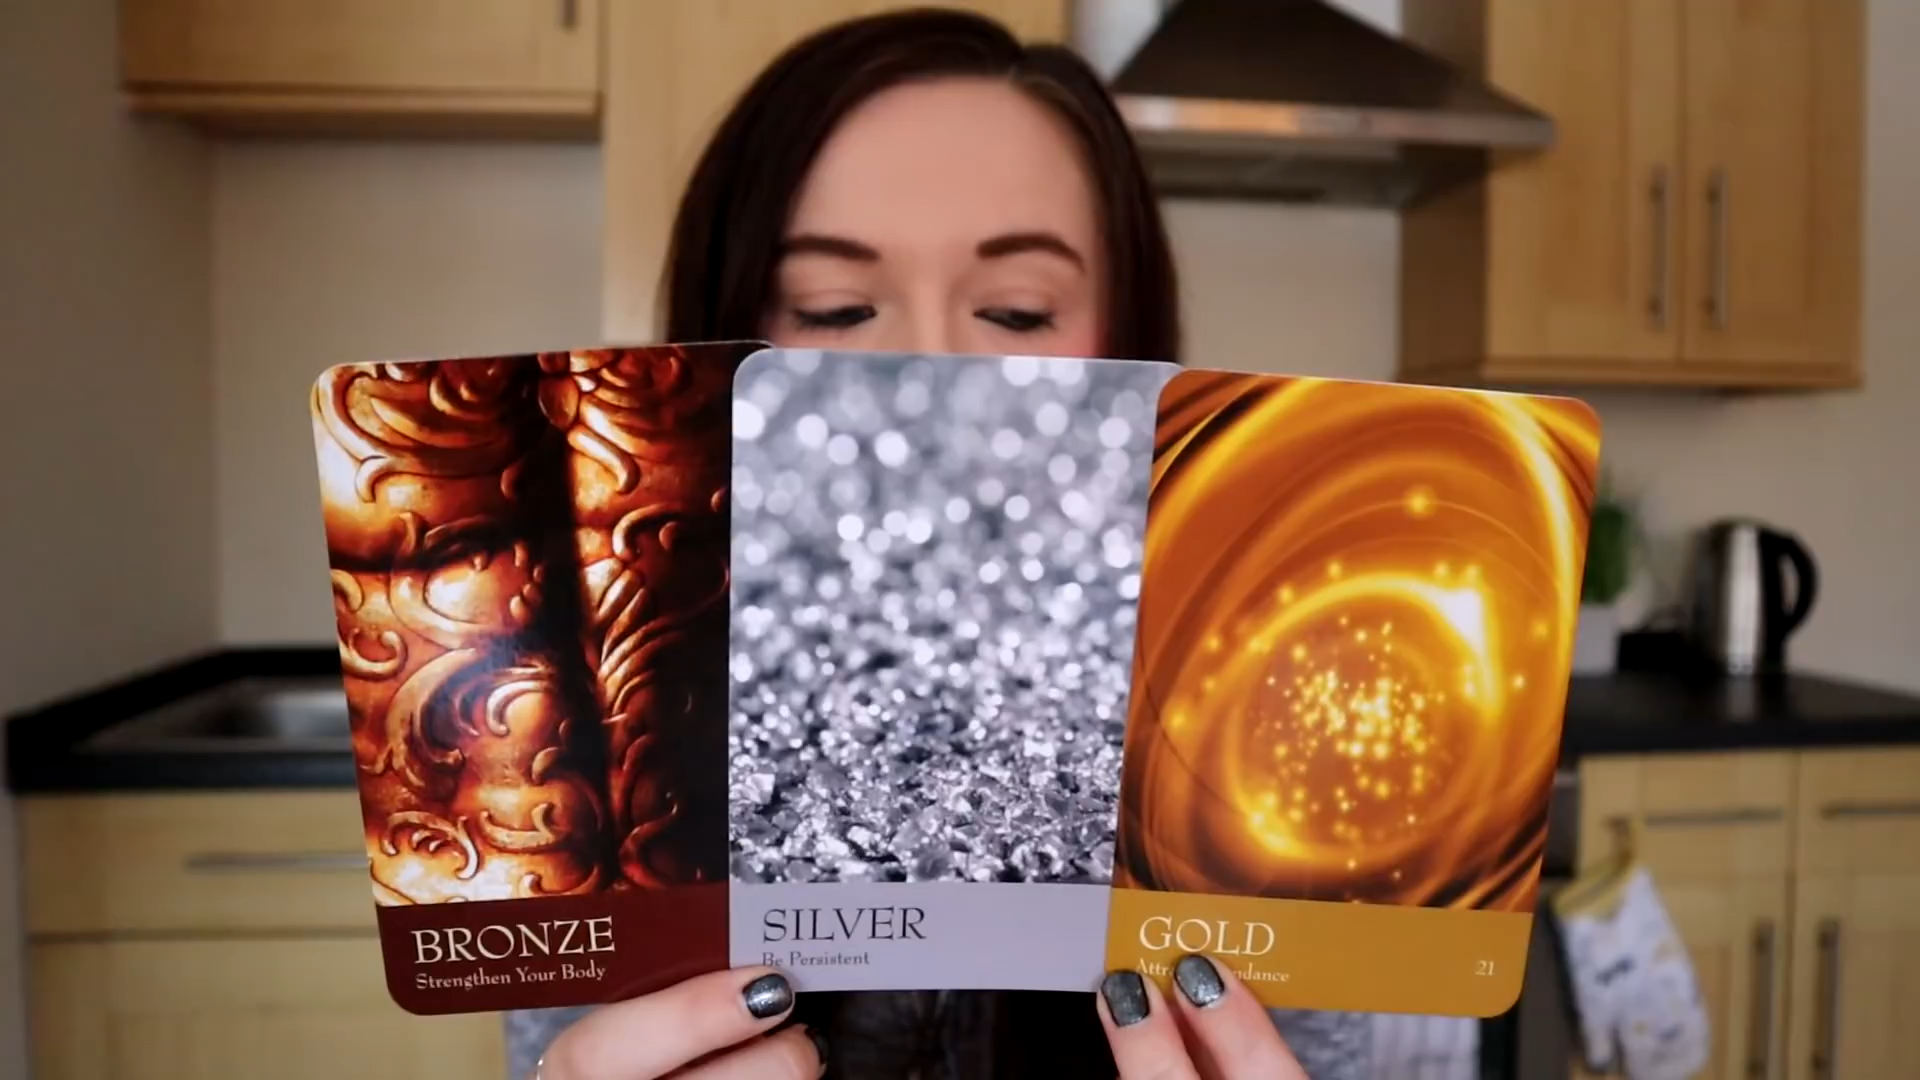 BRONZE
Strengthen Your Body
SILVER
Be Persistent
GOLD
21